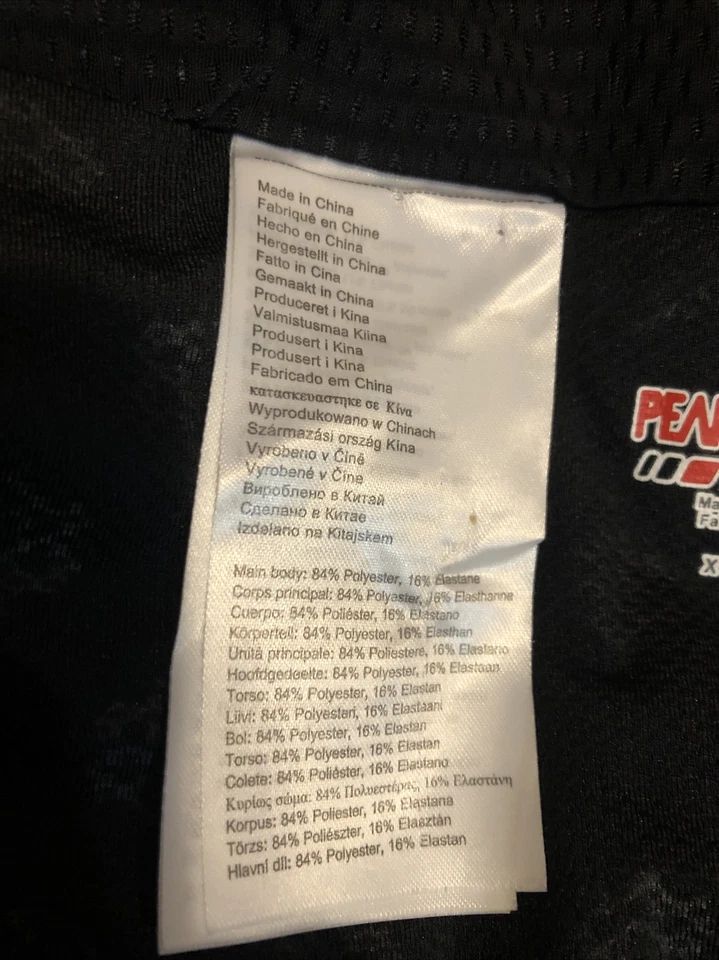 Made in China
Fabriqué en Chine
Hecho en China
Hergestellt in China
Fatto in Cina
Gemaakt in China
Produceret i Kina
Valmistusmaa Kiina
Produsert i Kina
Produsert i Kina
Fabricado em China
κατασκευαστηκε σε Κίνα
Wyprodukowano w Chinach
Származási ország Kína
Vyrobeno v Číně
Vyrobené v Číne
Вироблено в Китай
Сделано в Китае
Izdelano na Kitajskem
Main body: 84% Polyester, 16% Elastane
Corps principal: 84% Polyester, 16% Elasthanne
Cuerpo: 84% Poliéster, 16% Elastano
Körperteil: 84% Polyester, 16% Elasthan
Unità principale: 84% Poliestere, 16% Elastano
Hoofdgedeelte: 84% Polyester, 16% Elastaan
Torso: 84% Polyester, 16% Elastan
Liivi: 84% Polyesteri, 16% Elastaani
Bol: 84% Polyester, 16% Elastan
Torso: 84% Polyester, 16% Elastan
Colete: 84% Poliéster, 16% Elastano
Κυρίως σώμα: 84% Πολυεστέρας, 16% Ελαστάνη
Korpus: 84% Poliester, 16% Elastana
Törzs: 84% Poliészter, 16% Elasztán
Hlavní díl: 84% Polyester, 16% Elastan
PEA
Ma
Fa
X